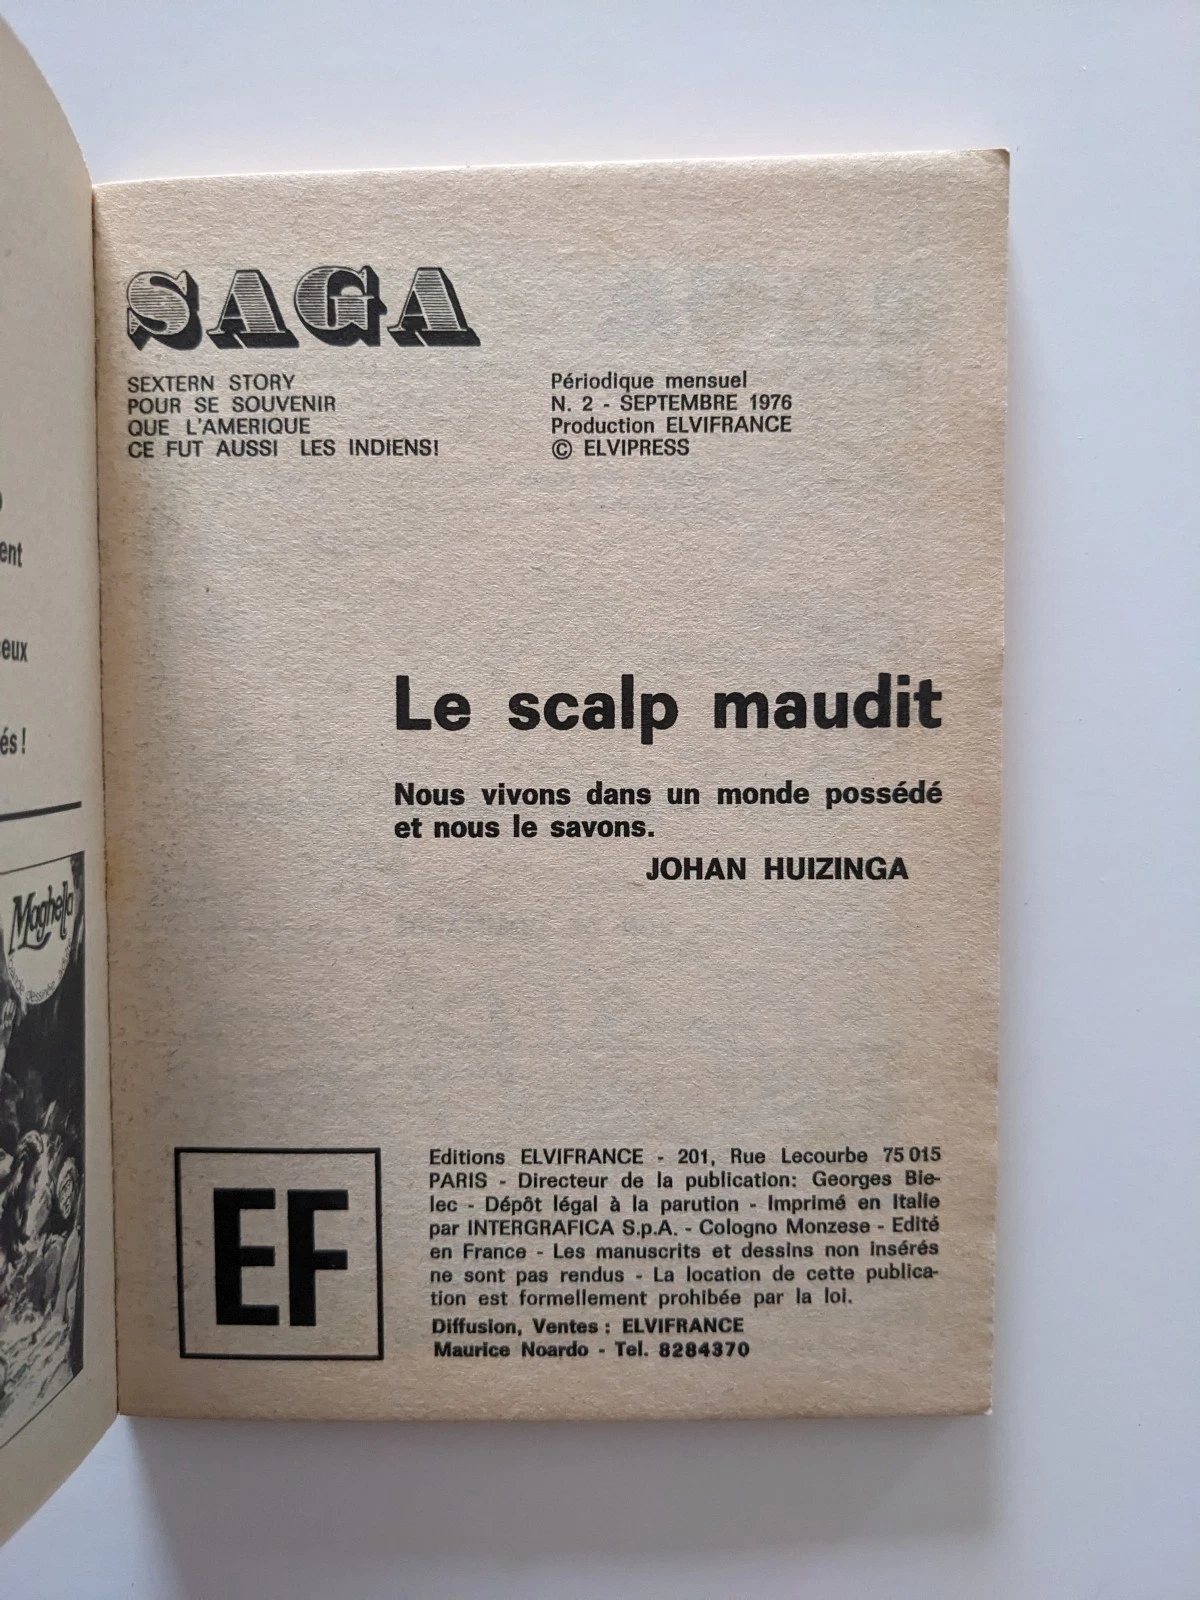 SAGA
SEXTERN STORY
POUR SE SOUVENIR
QUE L'AMERIQUE
CE FUT AUSSI LES INDIENS!
Périodique mensuel
N. 2 - SEPTEMBRE 1976
Production ELVIFRANCE
© ELVIPRESS
Le scalp maudit
Nous vivons dans un monde possédé
et nous le savons.
JOHAN HUIZINGA
EF
Editions ELVIFRANCE - 201, Rue Lecourbe 75 015
PARIS - Directeur de la publication: Georges Bie-
lec - Dépôt légal à la parution - Imprimé en Italie
par INTERGRAFICA S.p.A. - Cologno Monzese - Edité
en France - Les manuscrits et dessins non insérés
ne sont pas rendus - La location de cette publica-
tion est formellement prohibée par la loi.
Diffusion, Ventes : ELVIFRANCE
Maurice Noardo - Tel. 8284370
ent
eux
és !
Maghella